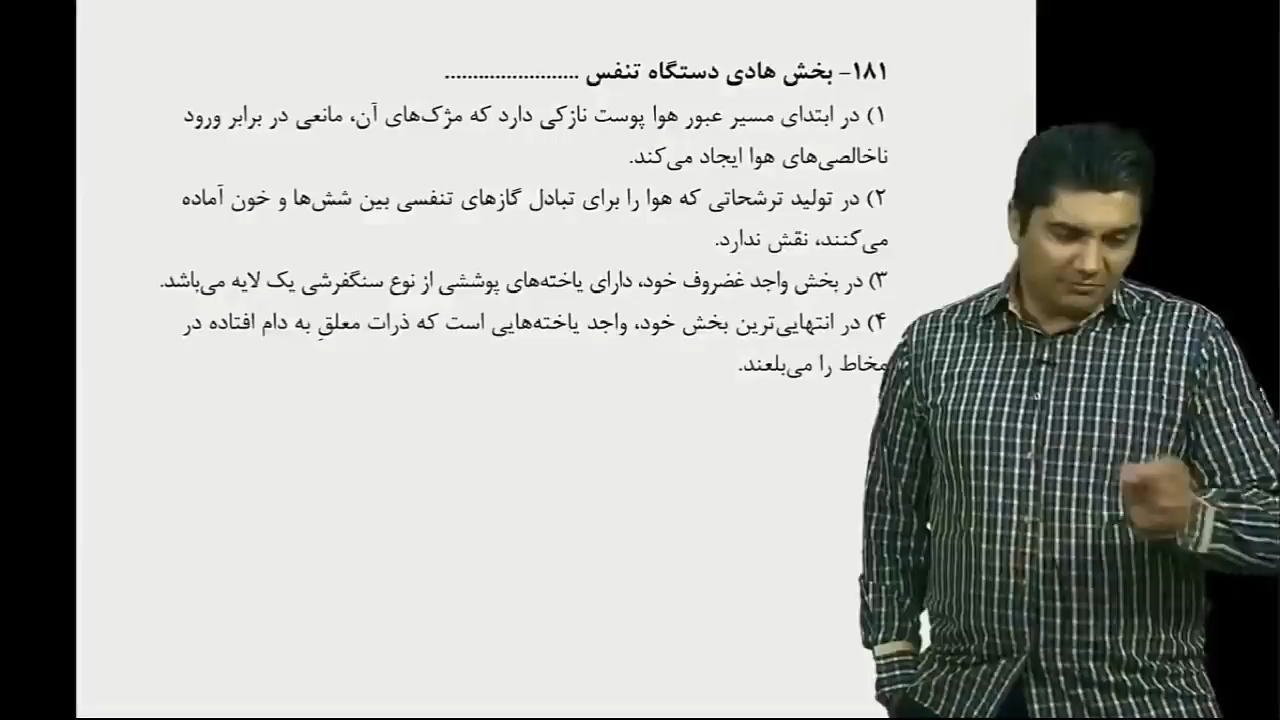 ۱۸۱- بخش هادی دستگاه تنفس ........................
۱) در ابتدای مسیر عبور هوا پوست نازکی دارد که مژک‌های آن، مانعی در برابر ورود
ناخالصی‌های هوا ایجاد می‌کند.
۲) در تولید ترشحاتی که هوا را برای تبادل گازهای تنفسی بین شش‌ها و خون آماده
می‌کنند، نقش ندارد.
۳) در بخش واجد غضروف خود، دارای یاخته‌های پوششی از نوع سنگفرشی یک لایه می‌باشد.
۴) در انتهایی‌ترین بخش خود، واجد یاخته‌هایی است که ذرات معلقِ به دام افتاده در
مخاط را می‌بلعند.